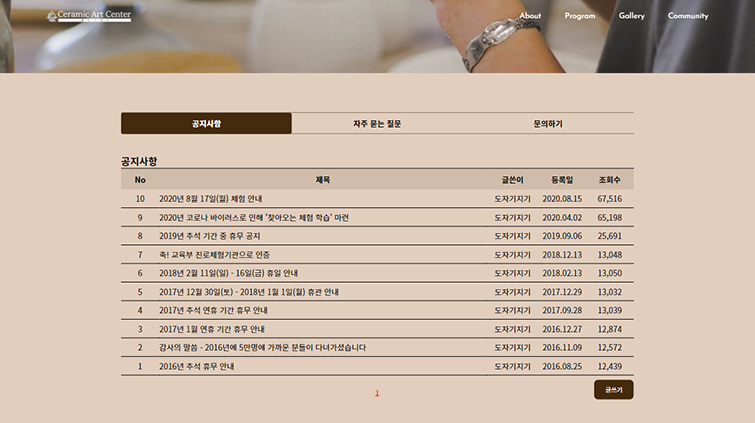 Ceramic Art Center
About Program Gallery Community
공지사항 자주 묻는 질문 문의하기
공지사항
No 제목 글쓴이 등록일 조회수
10 2020년 8월 17일(월) 체험 안내 도자기지기 2020.08.15 67,516
9 2020년 코로나 바이러스로 인해 '찾아오는 체험 학습' 마련 도자기지기 2020.04.02 65,198
8 2019년 추석 기간 중 휴무 공지 도자기지기 2019.09.06 25,691
7 축! 교육부 진로체험기관으로 인증 도자기지기 2018.12.13 13,048
6 2018년 2월 11일(일) - 16일(금) 휴일 안내 도자기지기 2018.02.13 13,050
5 2017년 12월 30일(토) - 2018년 1월 1일(월) 휴관 안내 도자기지기 2017.12.29 13,032
4 2017년 추석 연휴 기간 휴무 안내 도자기지기 2017.09.28 13,039
3 2017년 1월 연휴 기간 휴무 안내 도자기지기 2016.12.27 12,874
2 감사의 말씀 - 2016년에 5만명에 가까운 분들이 다녀가셨습니다 도자기지기 2016.11.09 12,572
1 2016년 추석 휴무 안내 도자기지기 2016.08.25 12,439
1
글쓰기